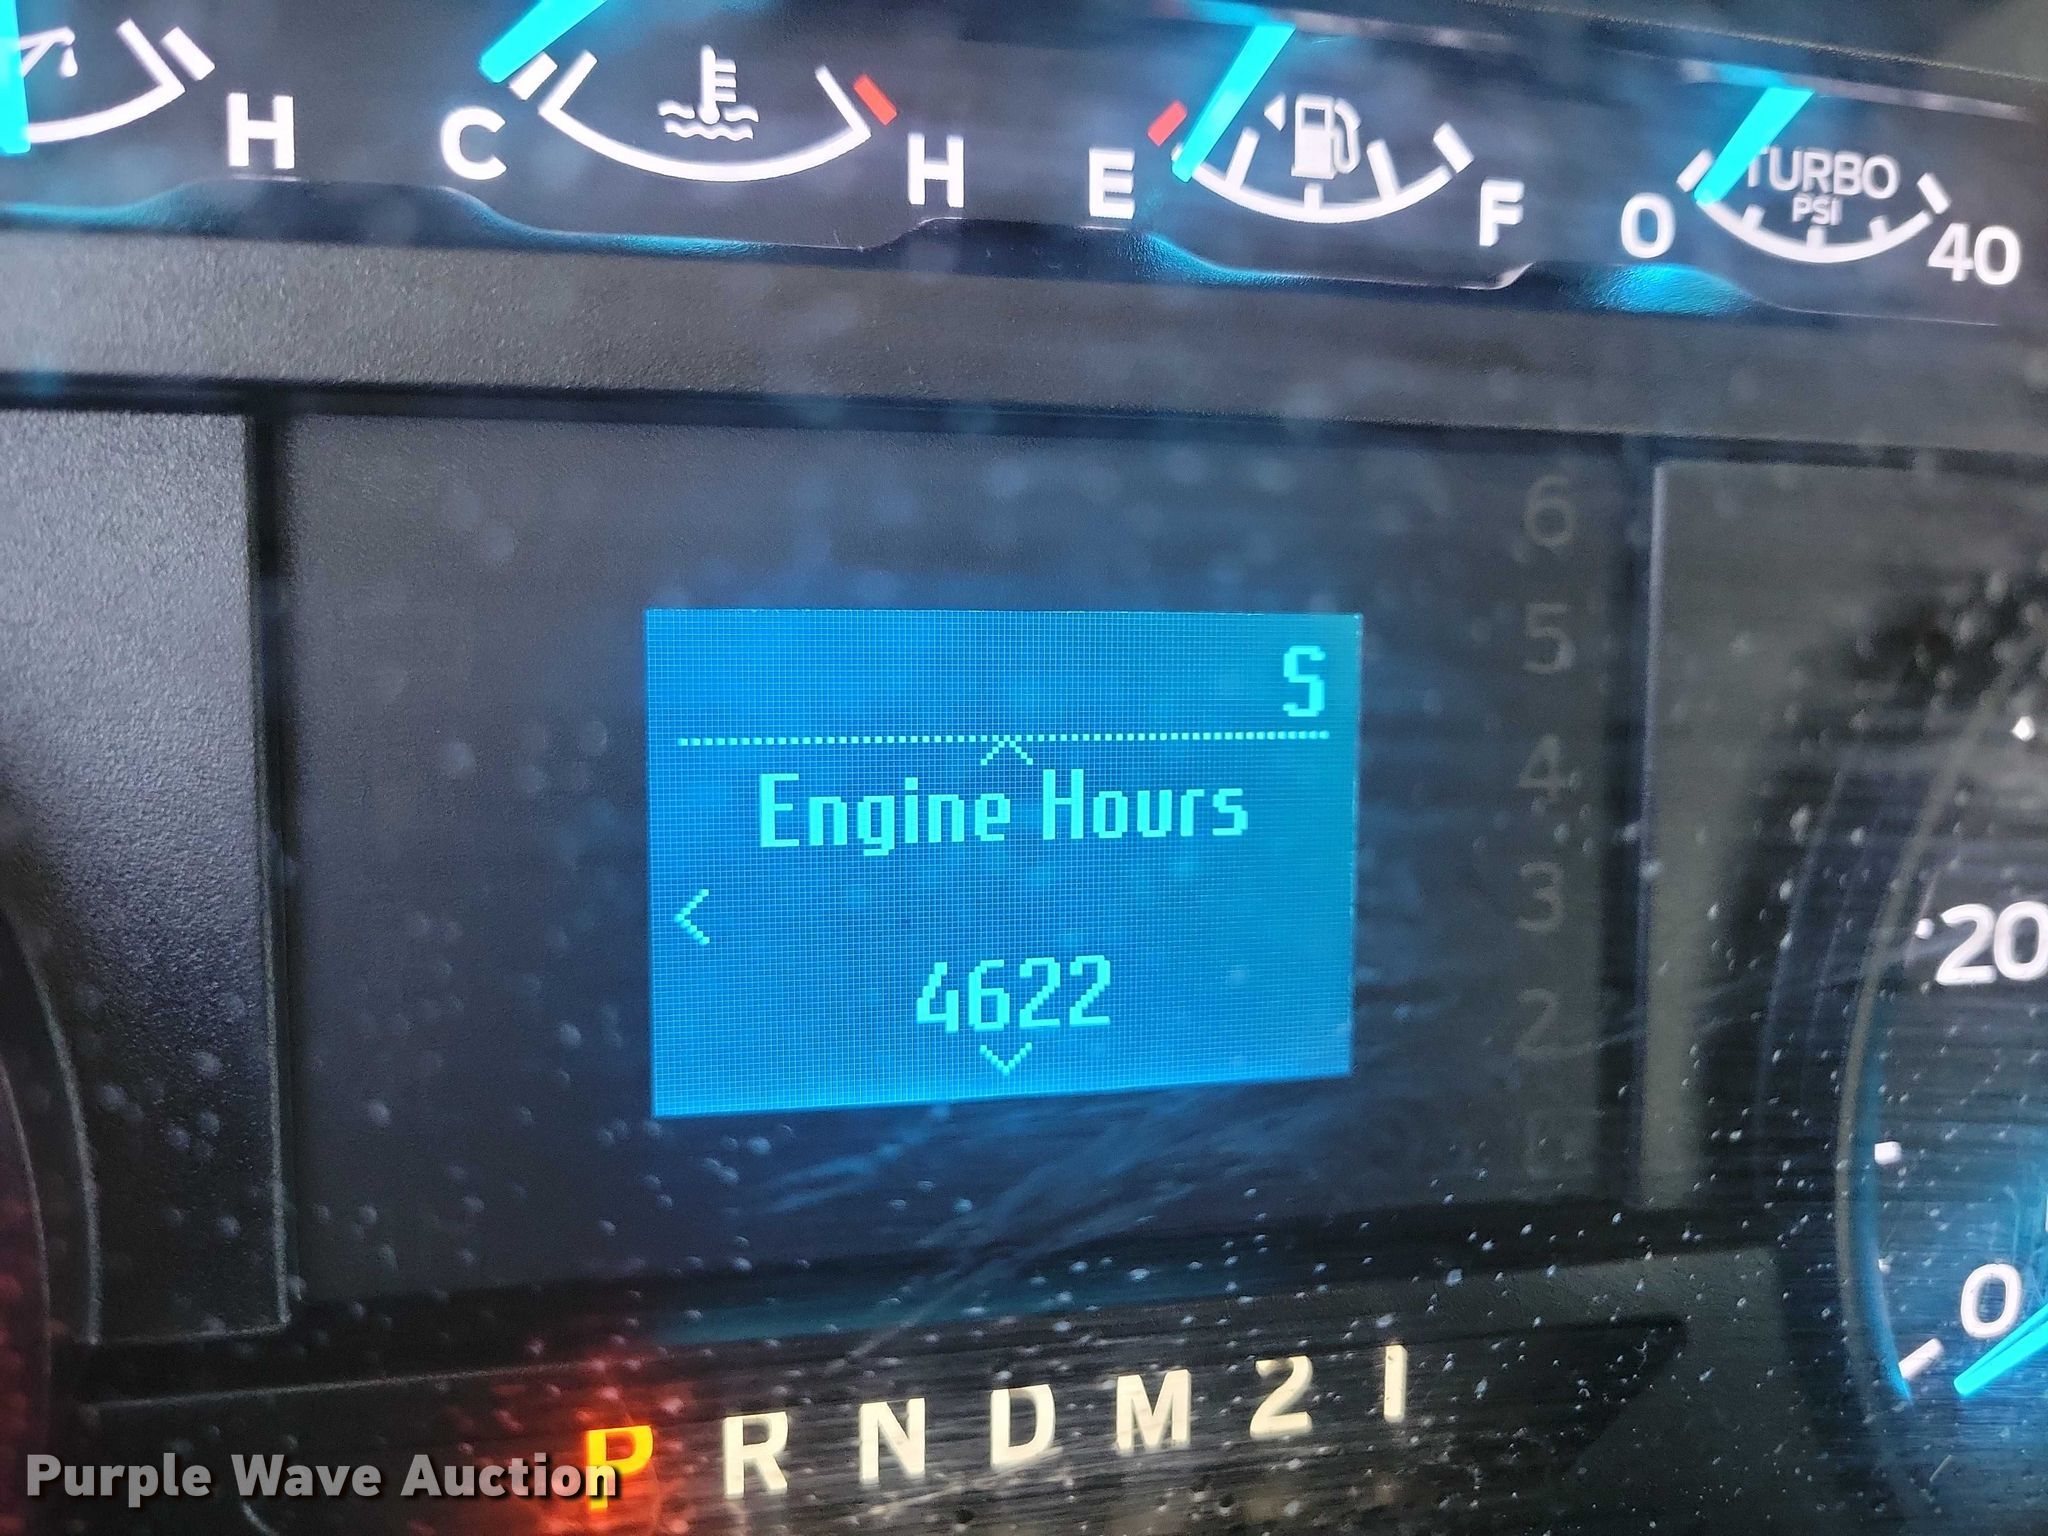 H
C H
E F
TURBO
PSI
0 40
6
5
4
3
2
S
Engine Hours
4622
20
0
P R N D M 2 1
Purple Wave Auction